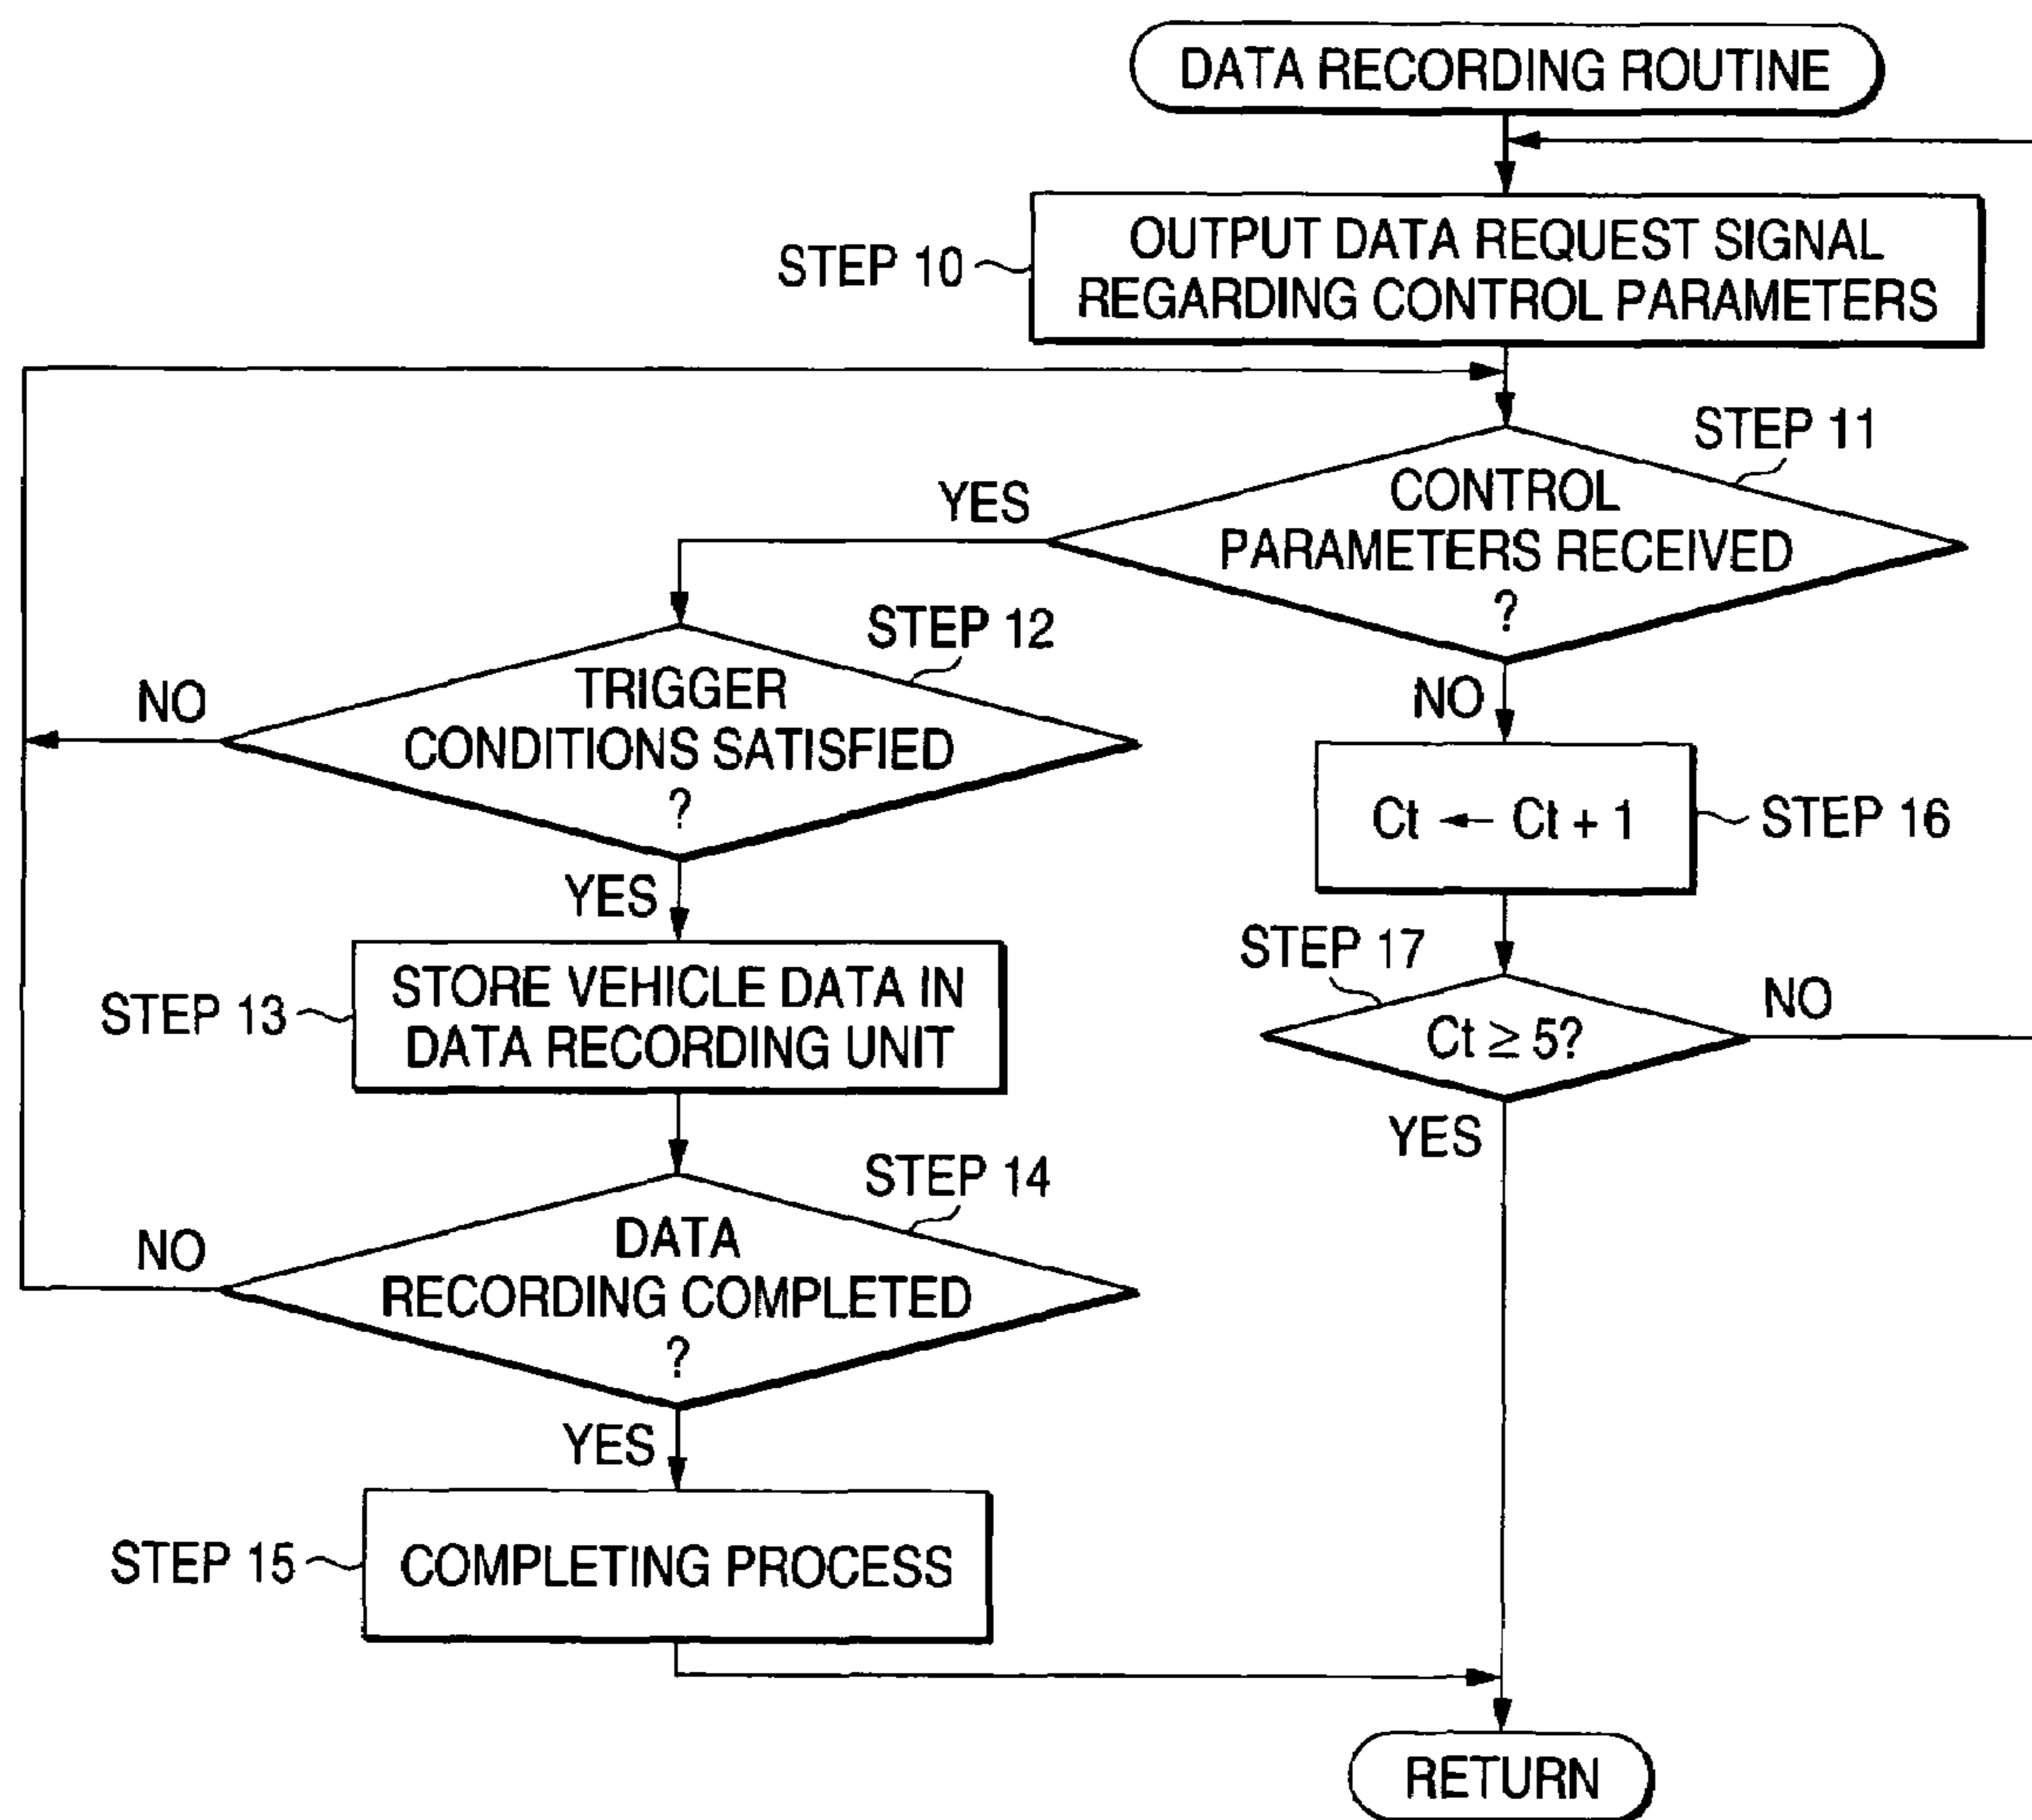 DATA RECORDING ROUTINE
STEP 10
OUTPUT DATA REQUEST SIGNAL
REGARDING CONTROL PARAMETERS
STEP 11
CONTROL
PARAMETERS RECEIVED
?
YES
NO
STEP 12
TRIGGER
CONDITIONS SATISFIED
?
NO
YES
Ct ← Ct + 1
STEP 16
STEP 13
STORE VEHICLE DATA IN
DATA RECORDING UNIT
STEP 17
Ct ≥ 5?
NO
YES
STEP 14
DATA
RECORDING COMPLETED
?
NO
YES
STEP 15
COMPLETING PROCESS
RETURN